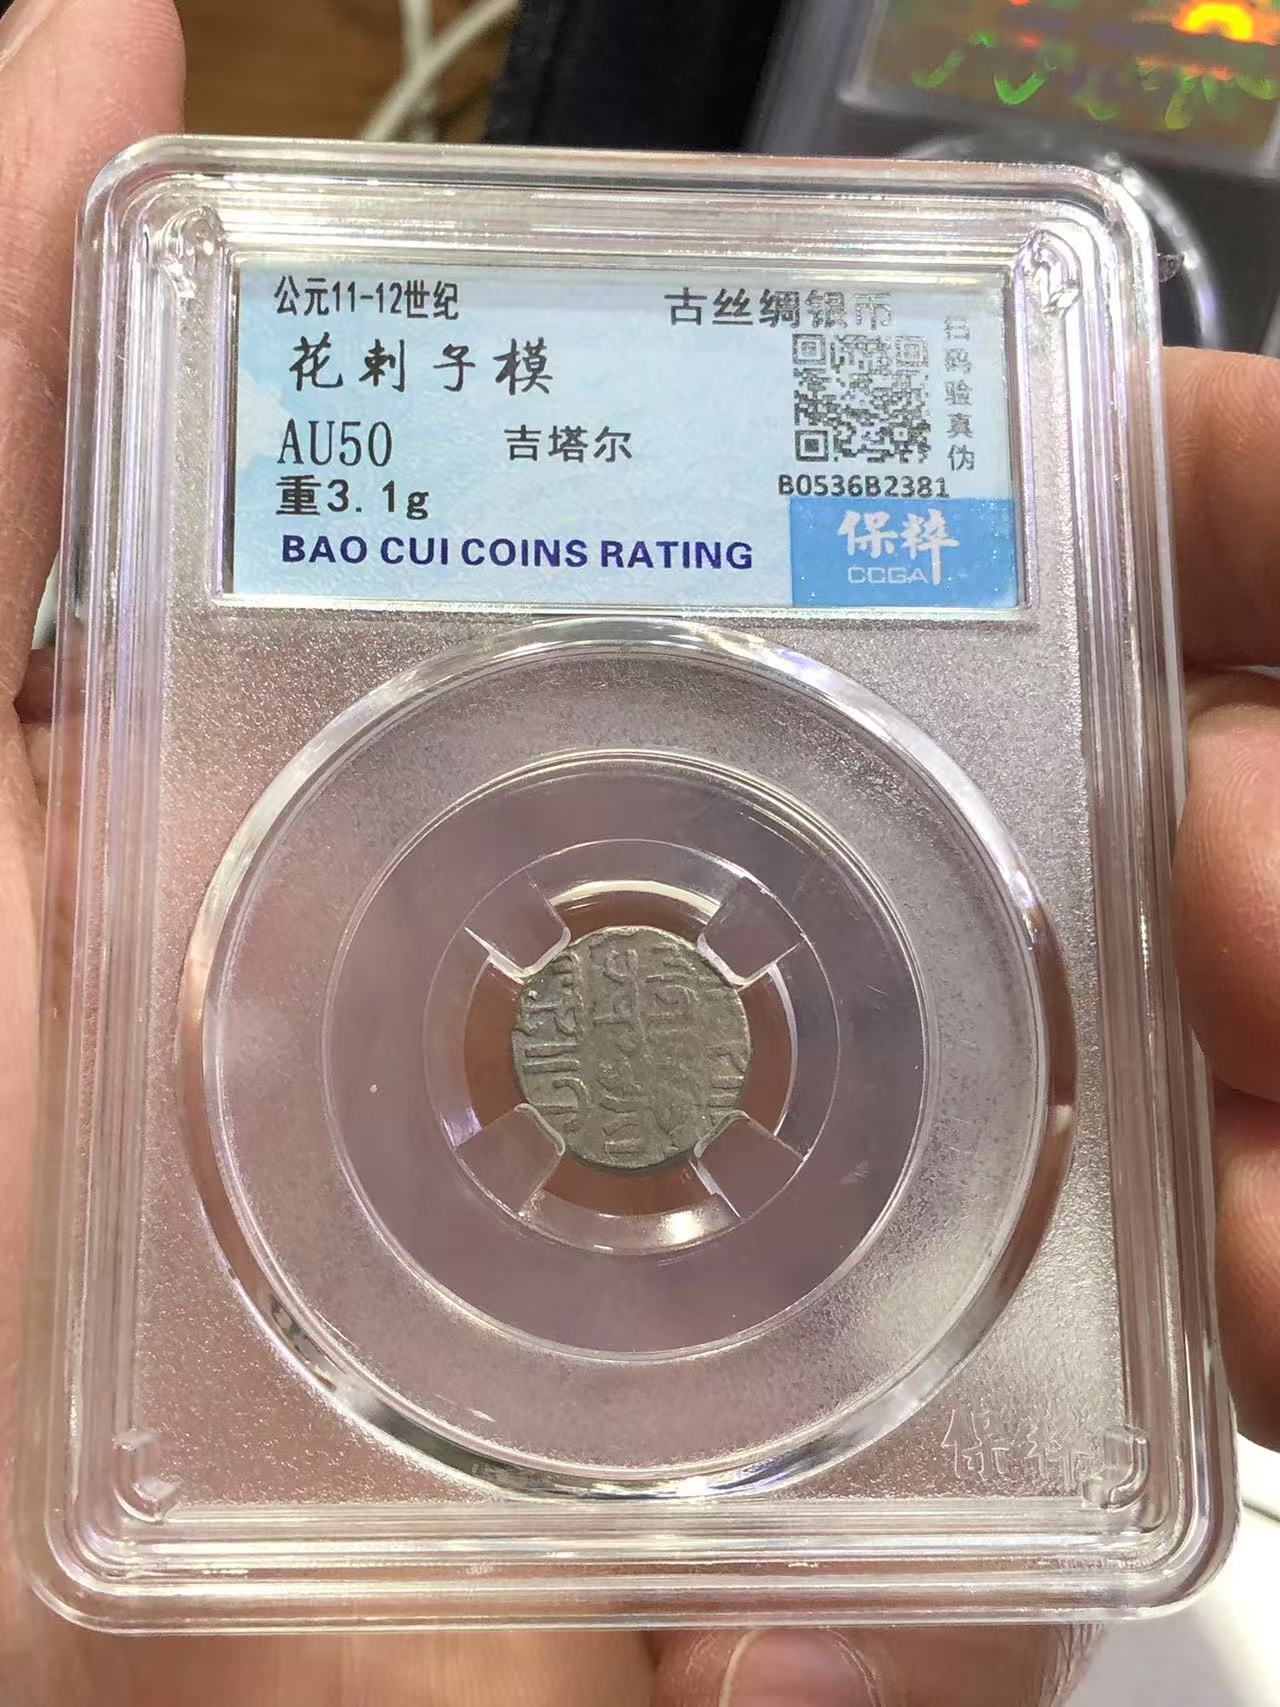 公元11-12世纪
古丝绸银币
花剌子模
AU50
吉塔尔
重3.1g
扫码验真伪
B0536B2381
BAO CUI COINS RATING
保粹
CCGA
保粹